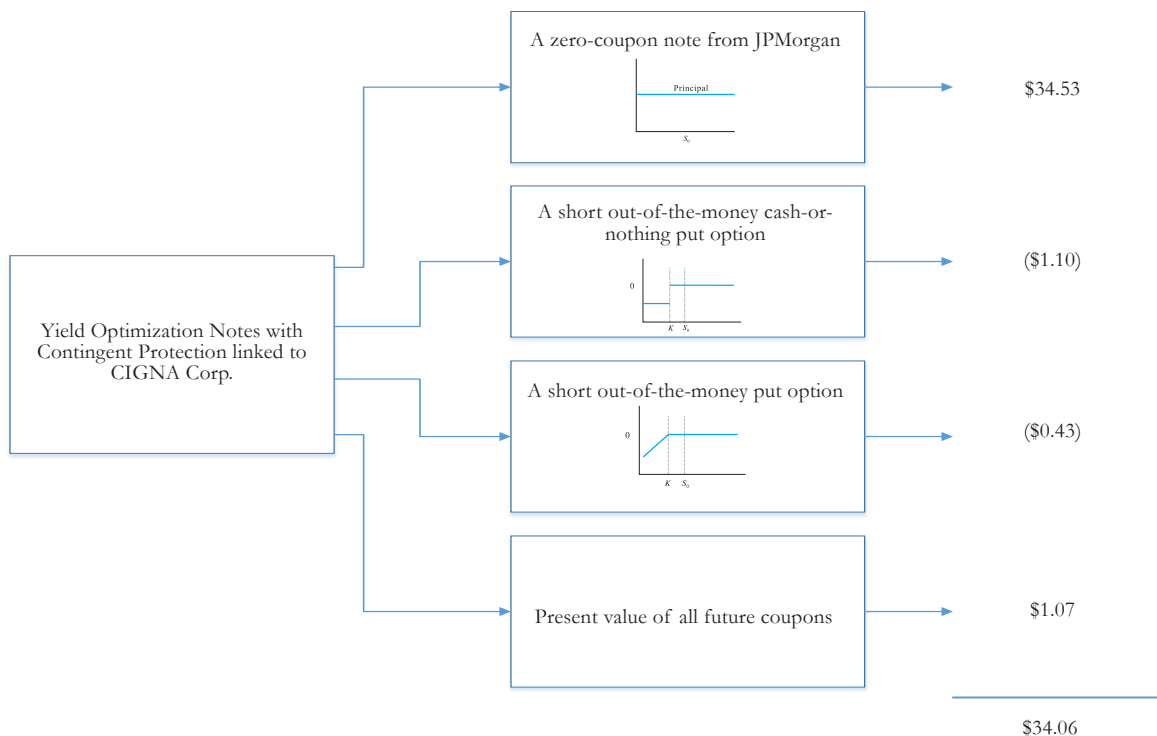 A zero-coupon note from JPMorgan
Principal
S₀
$34.53
A short out-of-the-money cash-or-
nothing put option
0
K S₀
($1.10)
Yield Optimization Notes with
Contingent Protection linked to
CIGNA Corp.
A short out-of-the-money put option
0
K S₀
($0.43)
Present value of all future coupons
$1.07
$34.06